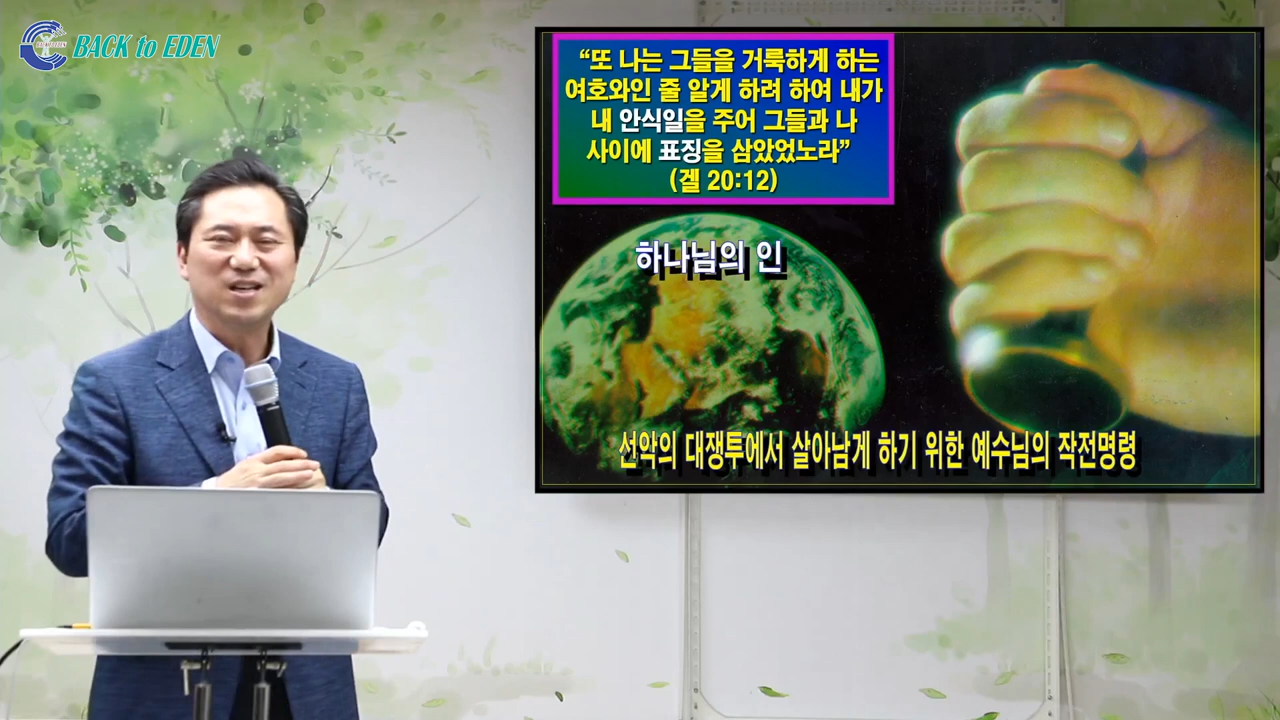 BACK to EDEN
“또 나는 그들을 거룩하게 하는
여호와인 줄 알게 하려 하여 내가
내 안식일을 주어 그들과 나
사이에 표징을 삼았었노라”
(겔 20:12)
하나님의 인
선악의 대쟁투에서 살아남게 하기 위한 예수님의 작전명령